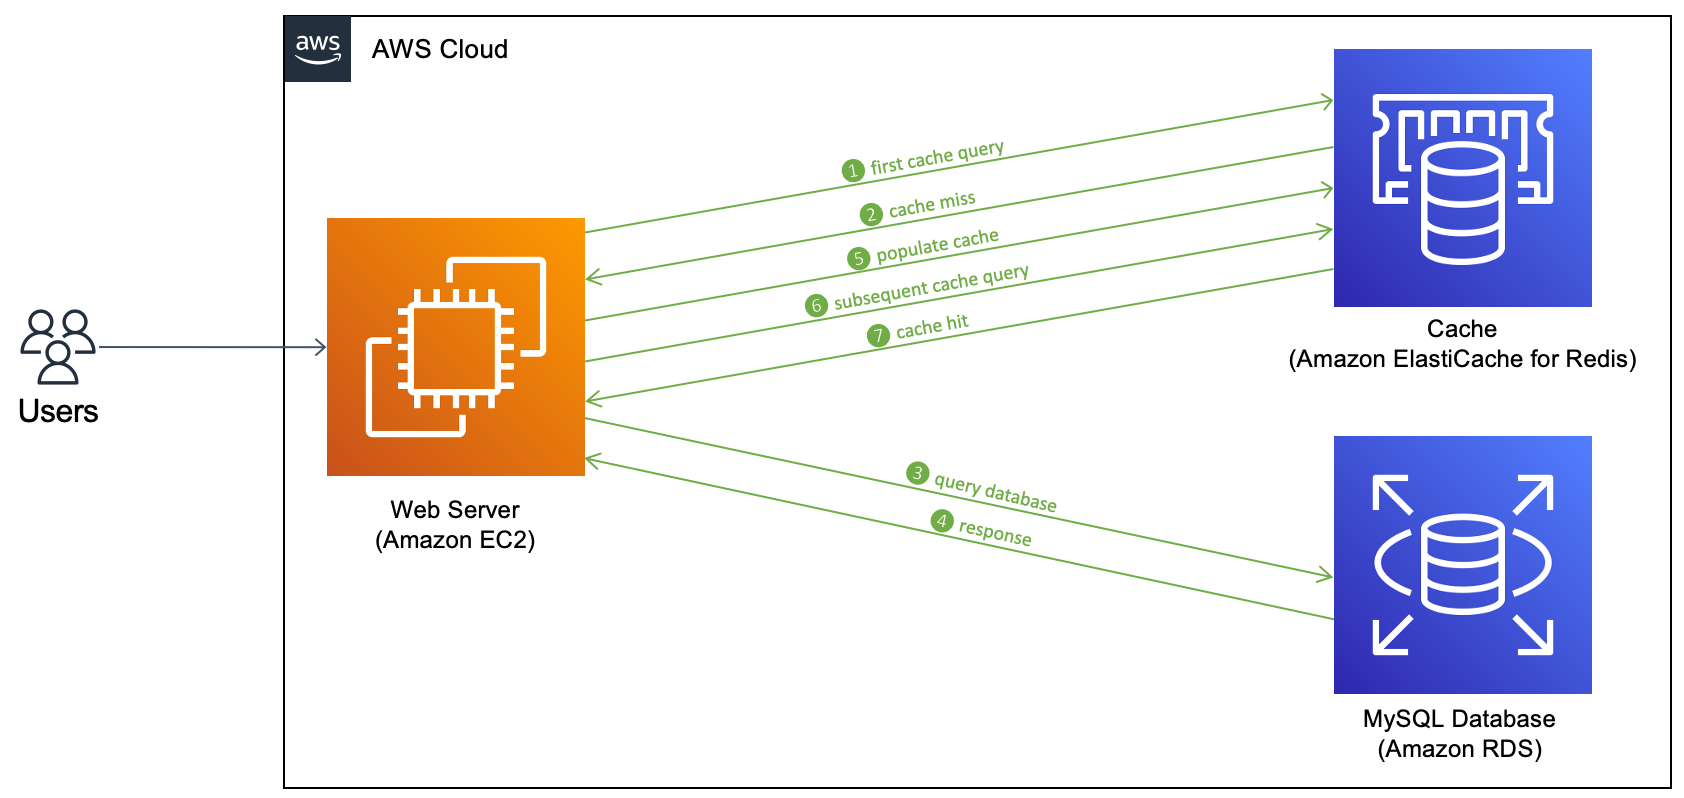 aws
AWS Cloud
1 first cache query
2 cache miss
5 populate cache
6 subsequent cache query
7 cache hit
3 query database
4 response
Users
Web Server
(Amazon EC2)
Cache
(Amazon ElastiCache for Redis)
MySQL Database
(Amazon RDS)